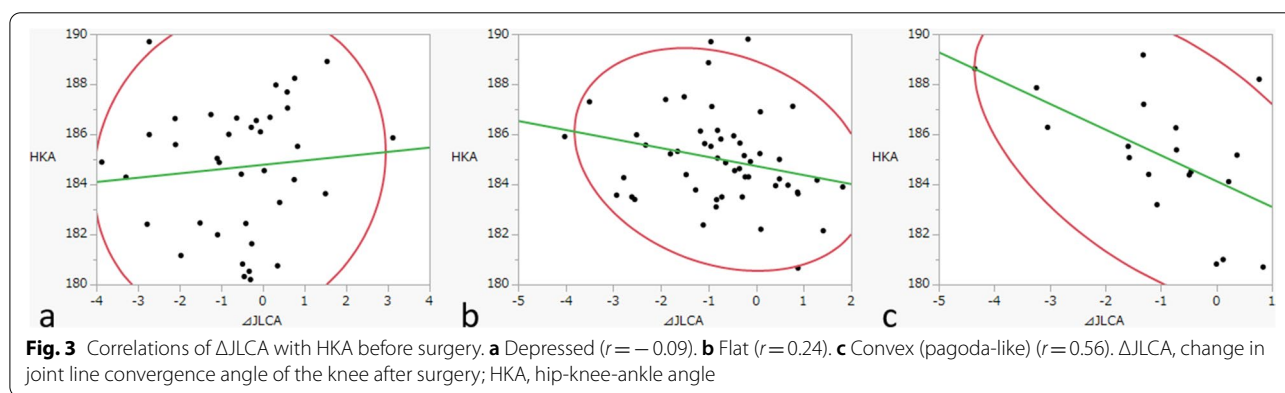 190
188
186
HKA
184
182
180
-4 -3 -2 -1 0 1 2 3 4
a
⊿JLCA
190
188
186
HKA
184
182
180
-5 -4 -3 -2 -1 0 1 2
b
⊿JLCA
190
188
186
HKA
184
182
180
-5 -4 -3 -2 -1 0 1
c
⊿JLCA
Fig. 3 Correlations of ΔJLCA with HKA before surgery. a Depressed (r = − 0.09). b Flat (r = 0.24). c Convex (pagoda-like) (r = 0.56). ΔJLCA, change in
joint line convergence angle of the knee after surgery; HKA, hip-knee-ankle angle